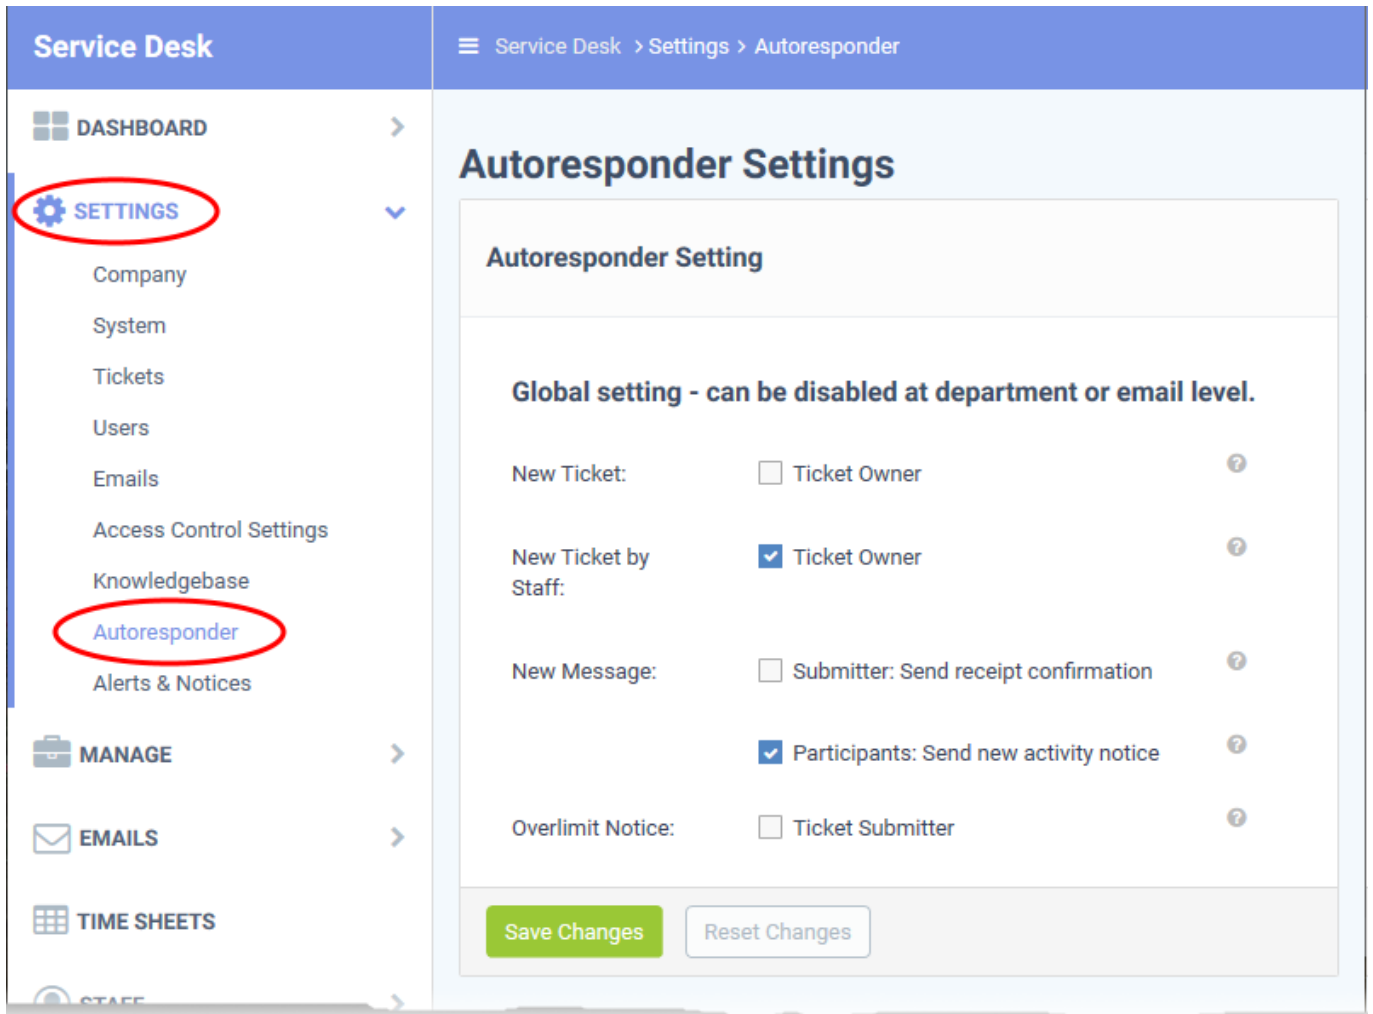 Service Desk
Service Desk > Settings > Autoresponder
DASHBOARD
SETTINGS
Company
System
Tickets
Users
Emails
Access Control Settings
Knowledgebase
Autoresponder
Alerts & Notices
MANAGE
EMAILS
TIME SHEETS
STAFF
Autoresponder Settings
Autoresponder Setting
Global setting - can be disabled at department or email level.
New Ticket: Ticket Owner ?
New Ticket by
Staff: Ticket Owner ?
New Message: Submitter: Send receipt confirmation ?
Participants: Send new activity notice ?
Overlimit Notice: Ticket Submitter ?
Save Changes Reset Changes